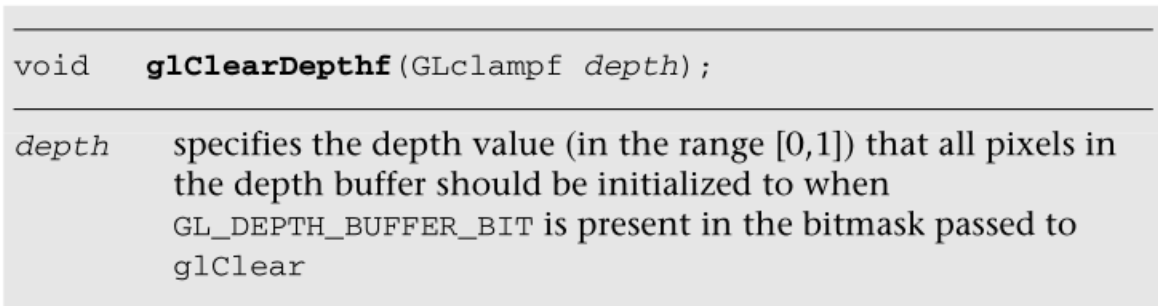 void glClearDepthf(GLclampf depth);
depth specifies the depth value (in the range [0,1]) that all pixels in
the depth buffer should be initialized to when
GL_DEPTH_BUFFER_BIT is present in the bitmask passed to
glClear